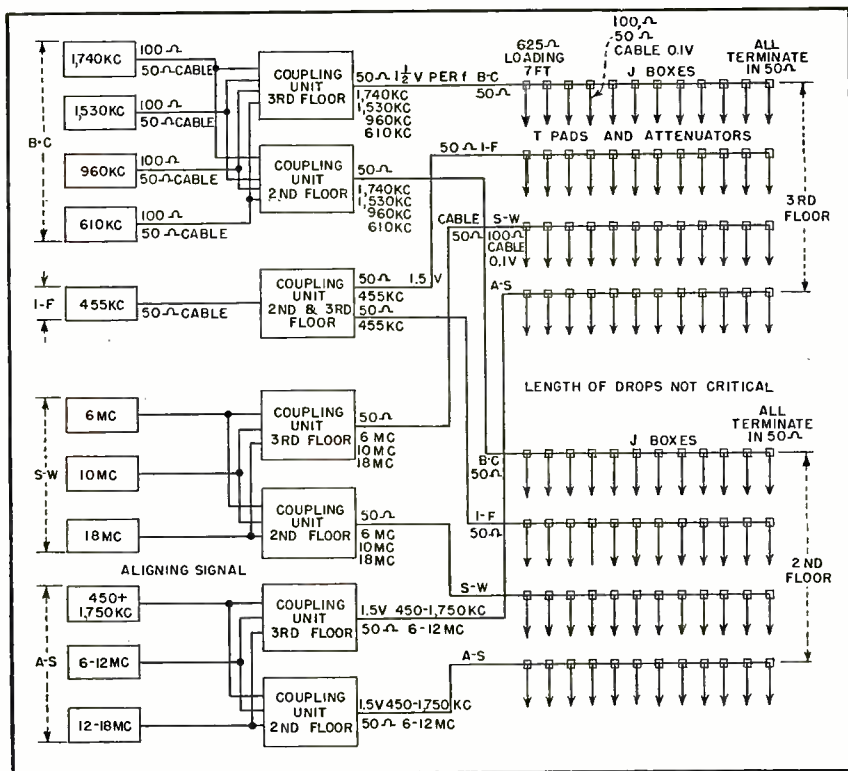 B-C
1,740KC
100Ω
50Ω CABLE
1,530KC
100Ω
50Ω CABLE
960KC
100Ω
50Ω CABLE
610KC
100Ω
50Ω CABLE
COUPLING
UNIT
3RD FLOOR
50Ω 1½ V PER f B-C
50Ω
1,740KC
1,530KC
960KC
610KC
COUPLING
UNIT
2ND FLOOR
50Ω
1,740KC
1,530KC
960KC
610KC
I-F
455KC
50Ω CABLE
COUPLING
UNIT
2ND & 3RD
FLOOR
50Ω 1.5 V
455KC
50Ω
455KC
S-W
6MC
10MC
18MC
COUPLING
UNIT
3RD FLOOR
50Ω
6 MC
10MC
18MC
COUPLING
UNIT
2ND FLOOR
50Ω
6 MC
10MC
18MC
ALIGNING SIGNAL
A-S
450+
1,750KC
6-12MC
12-18MC
COUPLING
UNIT
3RD FLOOR
1.5V 450-1,750KC
50Ω 6-12MC
COUPLING
UNIT
2ND FLOOR
1.5V 450-1,750 KC
50Ω 6-12MC
625Ω
LOADING
7FT
100,Ω
50Ω
CABLE 0.1V
J BOXES
ALL
TERMINATE
IN 50Ω
T PADS AND ATTENUATORS
50Ω I-F
CABLE
50Ω
S-W
100Ω
CABLE
0.1V
A-S
3RD
FLOOR
LENGTH OF DROPS NOT CRITICAL
J BOXES
ALL
TERMINATE
IN 50Ω
B-C
50Ω
I-F
50Ω
S-W
A-S
2ND
FLOOR